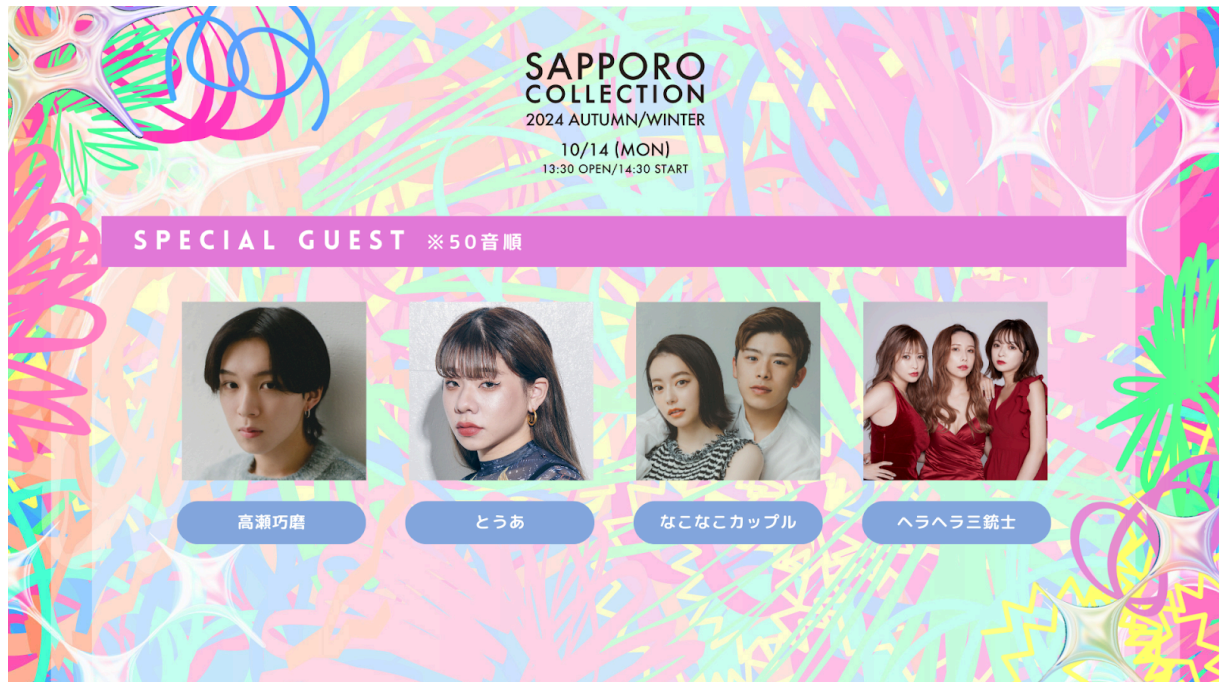 SAPPORO
COLLECTION
2024 AUTUMN/WINTER
10/14 (MON)
13:30 OPEN/14:30 START
SPECIAL GUEST ※50音順
高瀬巧磨
とうあ
なこなこカップル
ヘラヘラ三銃士